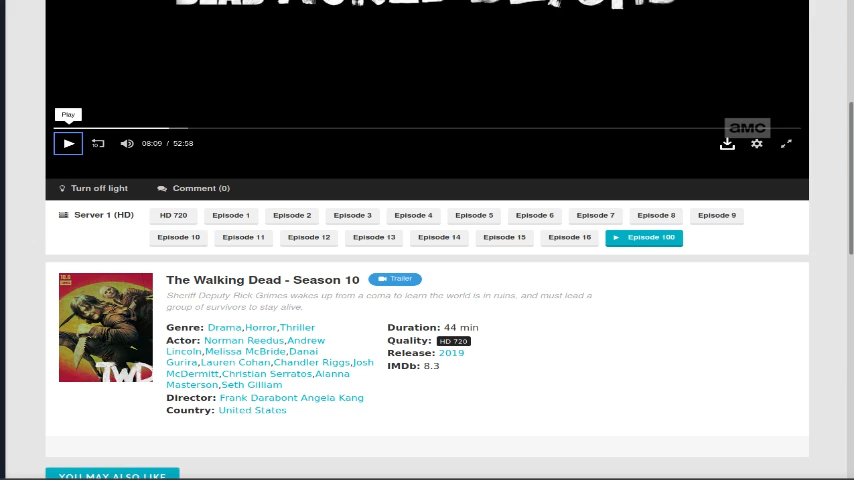 Play
amc
10
08:09 / 52:58
Turn off light
Comment (0)
Server 1 (HD)
HD 720
Episode 1
Episode 2
Episode 3
Episode 4
Episode 5
Episode 6
Episode 7
Episode 8
Episode 9
Episode 10
Episode 11
Episode 12
Episode 13
Episode 14
Episode 15
Episode 16
Episode 100
The Walking Dead - Season 10
Trailer
Sheriff Deputy Rick Grimes wakes up from a coma to learn the world is in ruins, and must lead a
group of survivors to stay alive.
Genre: Drama,Horror,Thriller
Actor: Norman Reedus,Andrew
Lincoln,Melissa McBride,Danai
Gurira,Lauren Cohan,Chandler Riggs,Josh
McDermitt,Christian Serratos,Alanna
Masterson,Seth Gilliam
Director: Frank Darabont Angela Kang
Country: United States
Duration: 44 min
Quality: HD 720
Release: 2019
IMDb: 8.3
TWD
YOU MAY ALSO LIKE